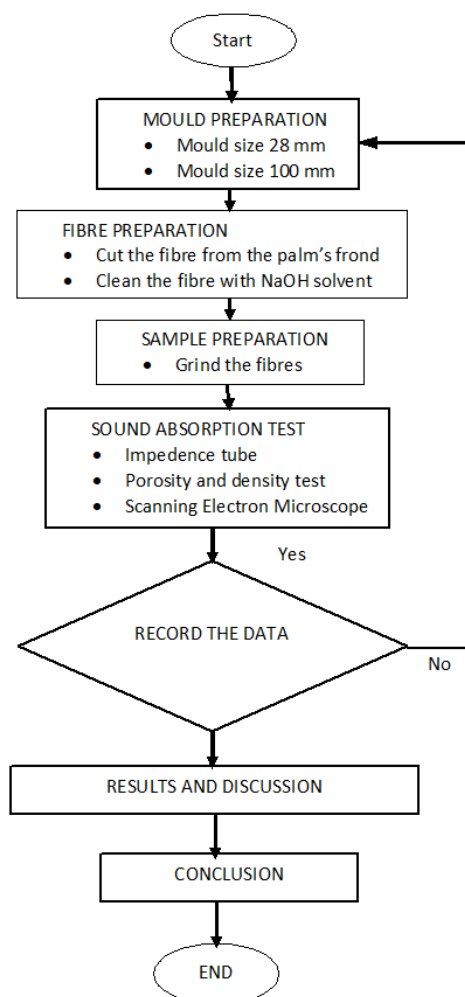 Start
MOULD PREPARATION
• Mould size 28 mm
• Mould size 100 mm
FIBRE PREPARATION
• Cut the fibre from the palm's frond
• Clean the fibre with NaOH solvent
SAMPLE PREPARATION
• Grind the fibres
SOUND ABSORPTION TEST
• Impedence tube
• Porosity and density test
• Scanning Electron Microscope
Yes
RECORD THE DATA
No
RESULTS AND DISCUSSION
CONCLUSION
END